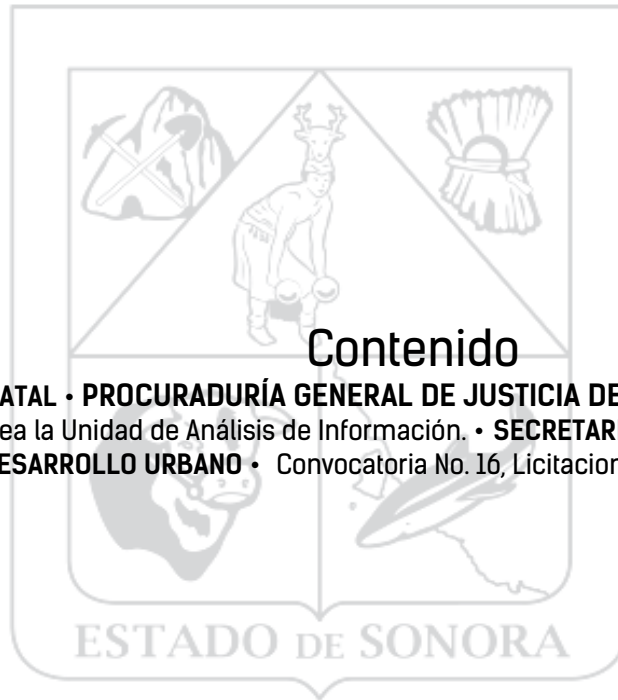 Contenido
ATAL • PROCURADURÍA GENERAL DE JUSTICIA DE
ea la Unidad de Análisis de Información. • SECRETAR
ESARROLLO URBANO • Convocatoria No. 16, Licitacion
ESTADO DE SONORA